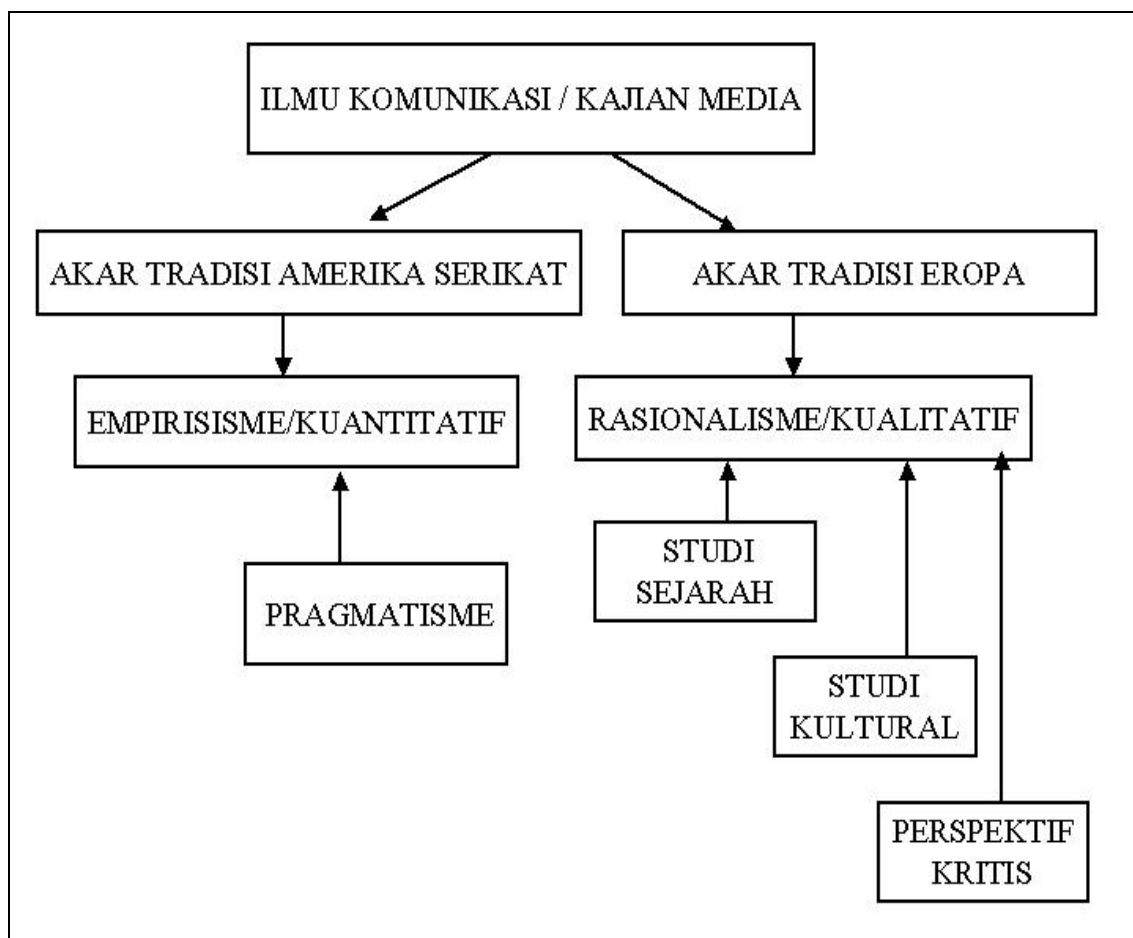 ILMU KOMUNIKASI / KAJIAN MEDIA
AKAR TRADISI AMERIKA SERIKAT
AKAR TRADISI EROPA
EMPIRISISME/KUANTITATIF
RASIONALISME/KUALITATIF
PRAGMATISME
STUDI
SEJARAH
STUDI
KULTURAL
PERSPEKTIF
KRITIS